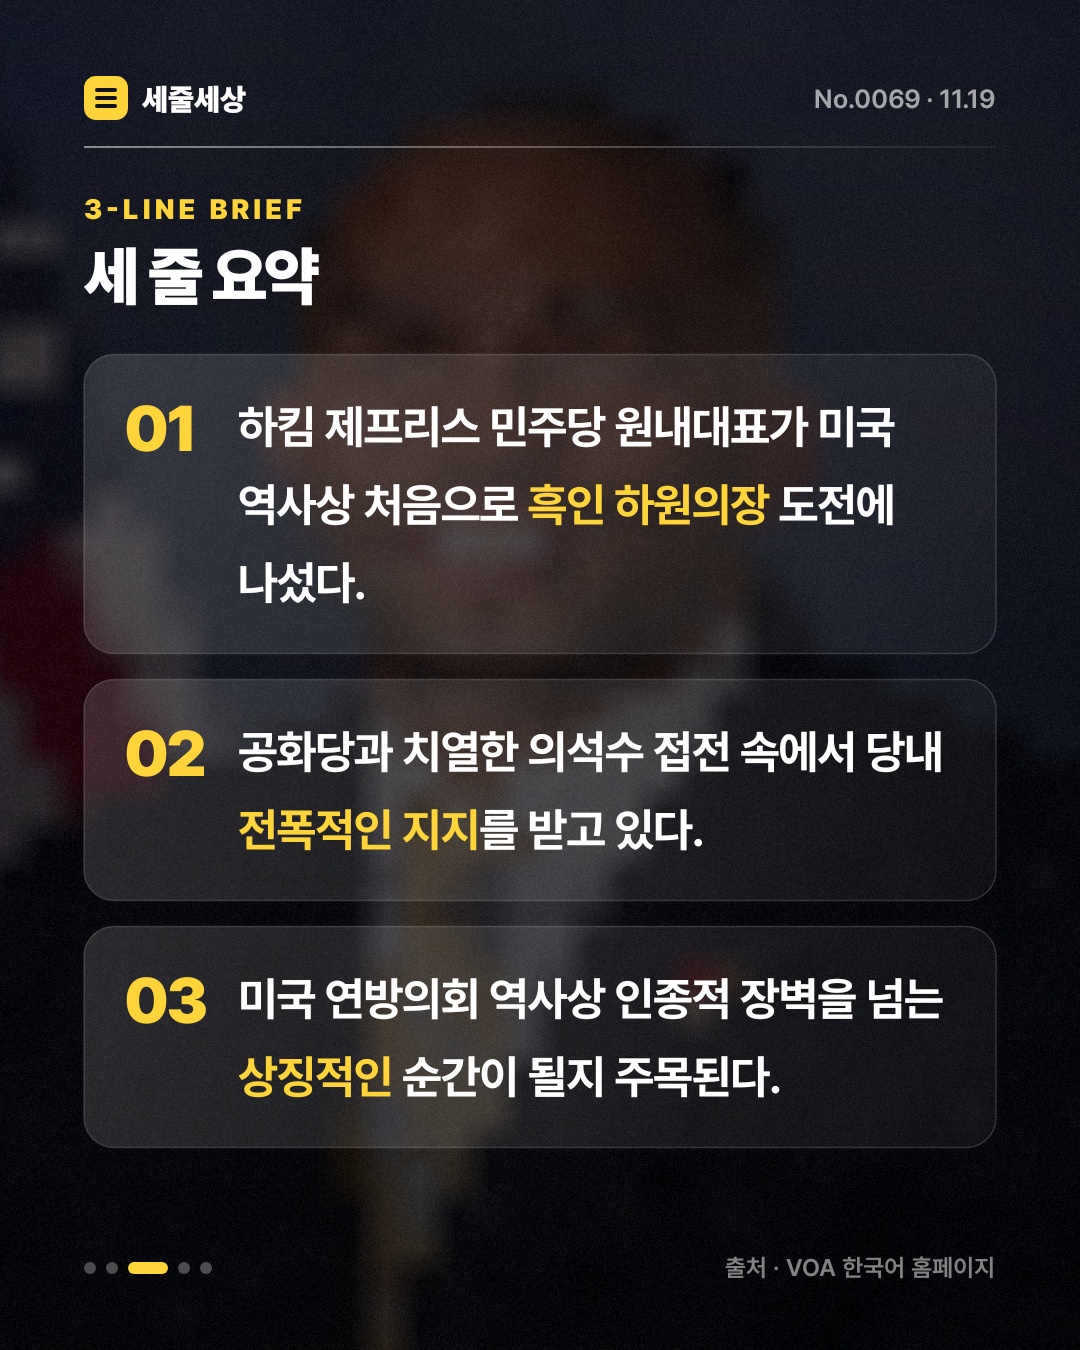 세줄세상
No.0069 · 11.19
3-LINE BRIEF
세 줄 요약
01
하킴 제프리스 민주당 원내대표가 미국
역사상 처음으로 흑인 하원의장 도전에
나섰다.
02
공화당과 치열한 의석수 접전 속에서 당내
전폭적인 지지를 받고 있다.
03
미국 연방의회 역사상 인종적 장벽을 넘는
상징적인 순간이 될지 주목된다.
출처 · VOA 한국어 홈페이지